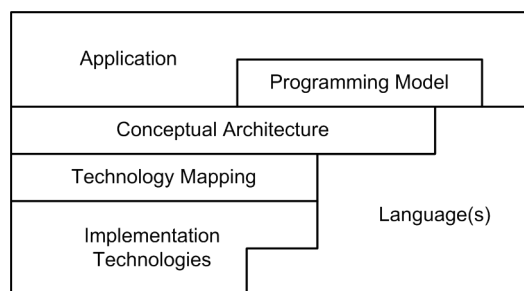 Application
Programming Model
Conceptual Architecture
Technology Mapping
Language(s)
Implementation
Technologies